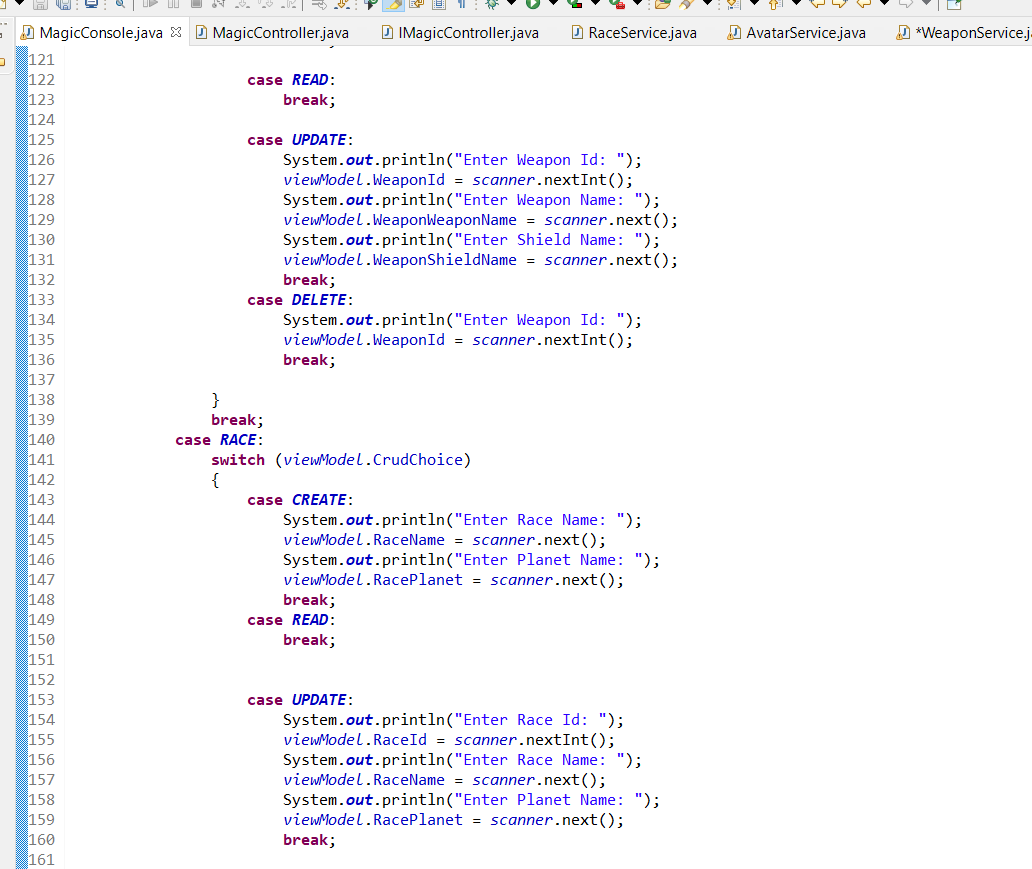 MagicConsole.java MagicController.java IMagicController.java RaceService.java AvatarService.java *WeaponService.j
121
122 case READ:
123 break;
124
125 case UPDATE:
126 System.out.println("Enter Weapon Id: ");
127 viewModel.WeaponId = scanner.nextInt();
128 System.out.println("Enter Weapon Name: ");
129 viewModel.WeaponWeaponName = scanner.next();
130 System.out.println("Enter Shield Name: ");
131 viewModel.WeaponShieldName = scanner.next();
132 break;
133 case DELETE:
134 System.out.println("Enter Weapon Id: ");
135 viewModel.WeaponId = scanner.nextInt();
136 break;
137
138 }
139 break;
140 case RACE:
141 switch (viewModel.CrudChoice)
142 {
143 case CREATE:
144 System.out.println("Enter Race Name: ");
145 viewModel.RaceName = scanner.next();
146 System.out.println("Enter Planet Name: ");
147 viewModel.RacePlanet = scanner.next();
148 break;
149 case READ:
150 break;
151
152
153 case UPDATE:
154 System.out.println("Enter Race Id: ");
155 viewModel.RaceId = scanner.nextInt();
156 System.out.println("Enter Race Name: ");
157 viewModel.RaceName = scanner.next();
158 System.out.println("Enter Planet Name: ");
159 viewModel.RacePlanet = scanner.next();
160 break;
161